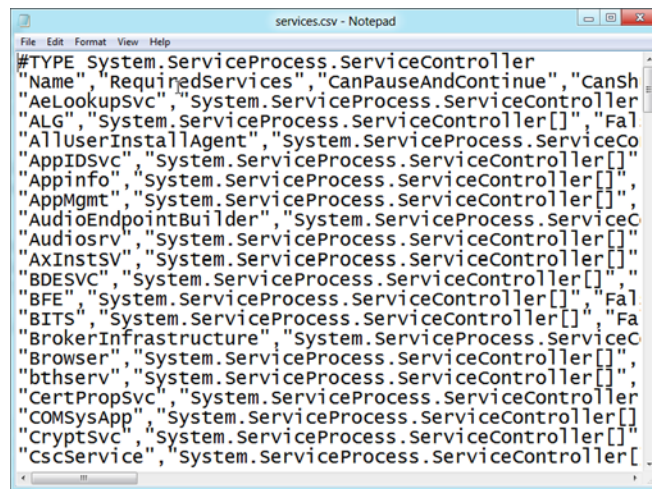 services.csv - Notepad
File Edit Format View Help
#TYPE System.ServiceProcess.ServiceController
"Name","RequiredServices","CanPauseAndContinue","CanSh
"AeLookupSvc","System.ServiceProcess.ServiceController
"ALG","System.ServiceProcess.ServiceController[]","Fal
"AllUserInstallAgent","System.ServiceProcess.ServiceCo
"AppIDSvc","System.ServiceProcess.ServiceController[]"
"Appinfo","System.ServiceProcess.ServiceController[]",
"AppMgmt","System.ServiceProcess.ServiceController[]",
"AudioEndpointBuilder","System.ServiceProcess.ServiceC
"Audiosrv","System.ServiceProcess.ServiceController[]"
"AxInstSV","System.ServiceProcess.ServiceController[]"
"BDESVC","System.ServiceProcess.ServiceController[]","
"BFE","System.ServiceProcess.ServiceController[]","Fal
"BITS","System.ServiceProcess.ServiceController[]","Fa
"BrokerInfrastructure","System.ServiceProcess.ServiceC
"Browser","System.ServiceProcess.ServiceController[]",
"bthserv","System.ServiceProcess.ServiceController[]",
"CertPropSvc","System.ServiceProcess.ServiceController
"COMSysApp","System.ServiceProcess.ServiceController[]
"CryptSvc","System.ServiceProcess.ServiceController[]"
"CscService","System.ServiceProcess.ServiceController[